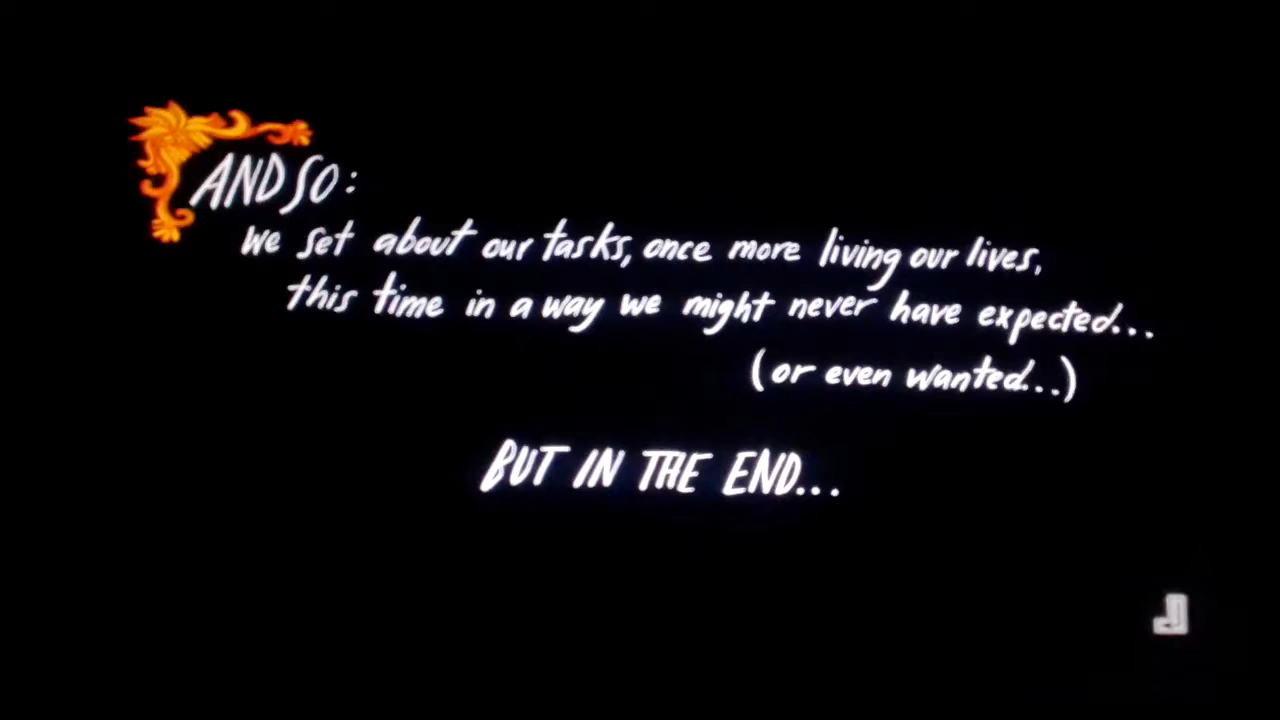 AND SO:
We set about our tasks, once more living our lives,
this time in a way we might never have expected...
(or even wanted...)
BUT IN THE END...